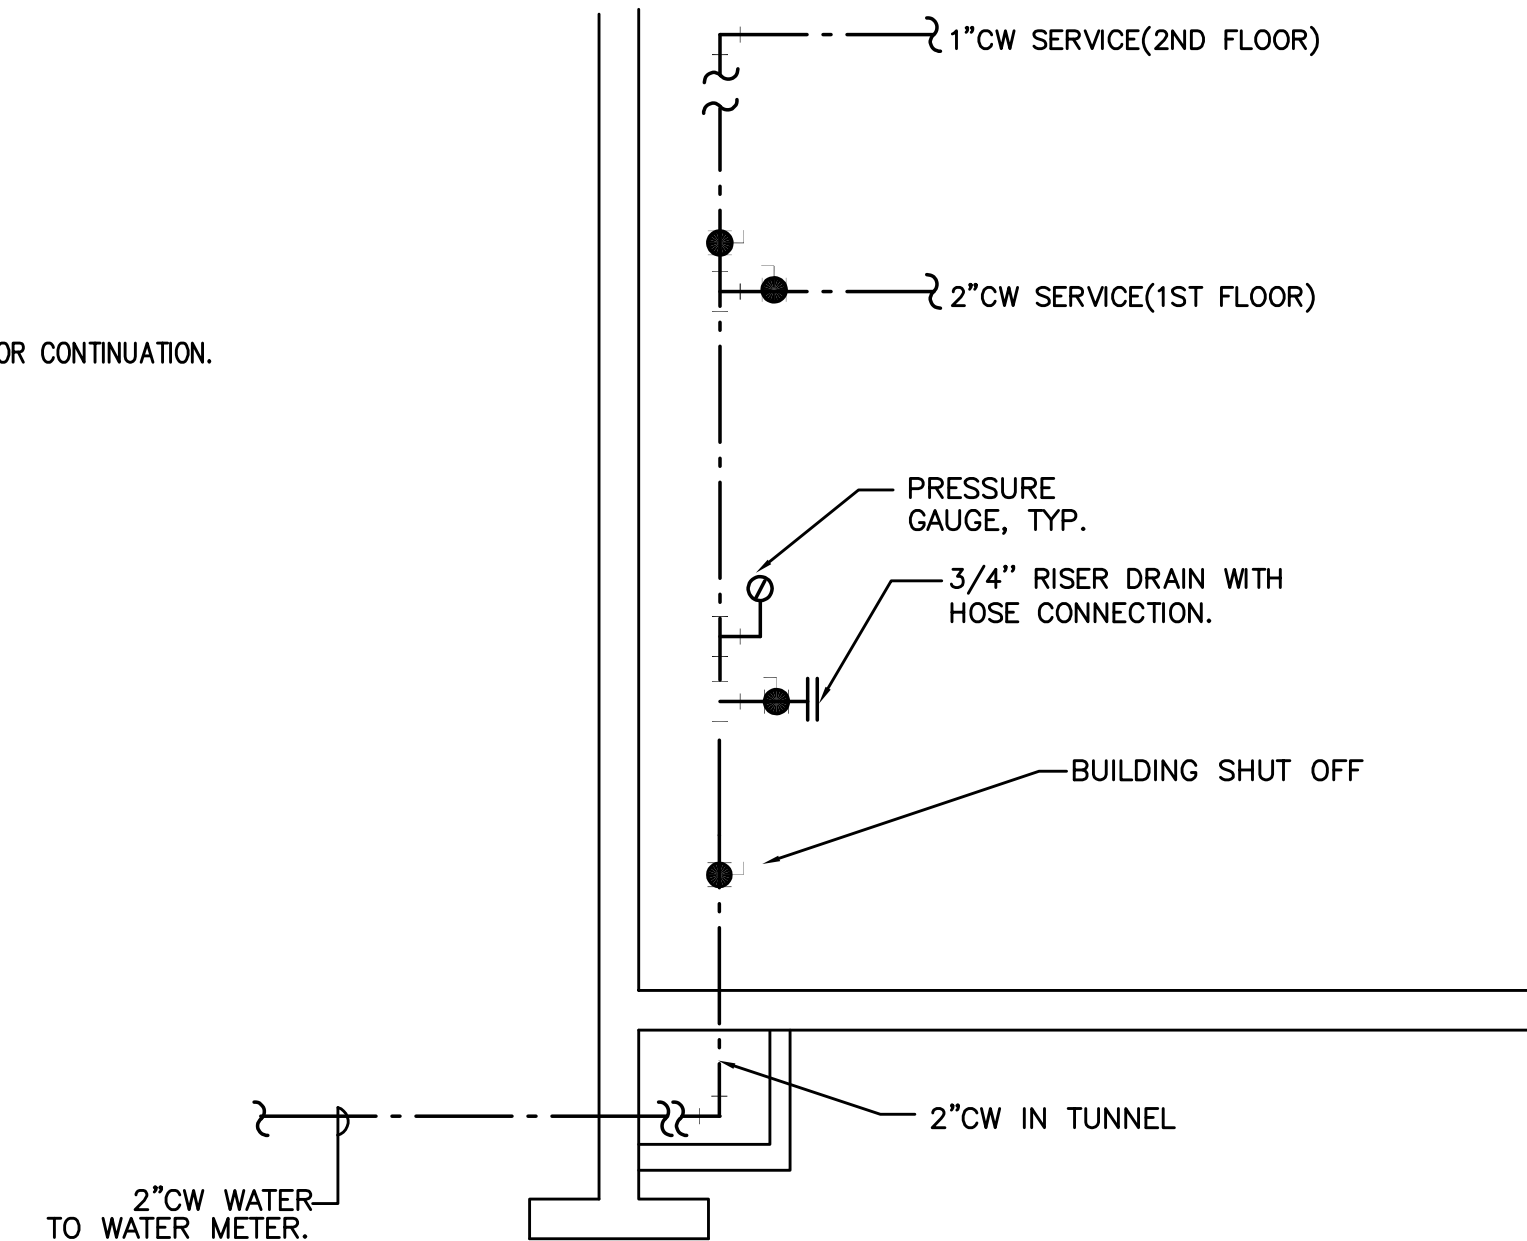 1”CW SERVICE(2ND FLOOR)
2”CW SERVICE(1ST FLOOR)
CONTINUATION.
PRESSURE
GAUGE, TYP.
3/4” RISER DRAIN WITH
HOSE CONNECTION.
BUILDING SHUT OFF
2”CW IN TUNNEL
2”CW WATER
TO WATER METER.